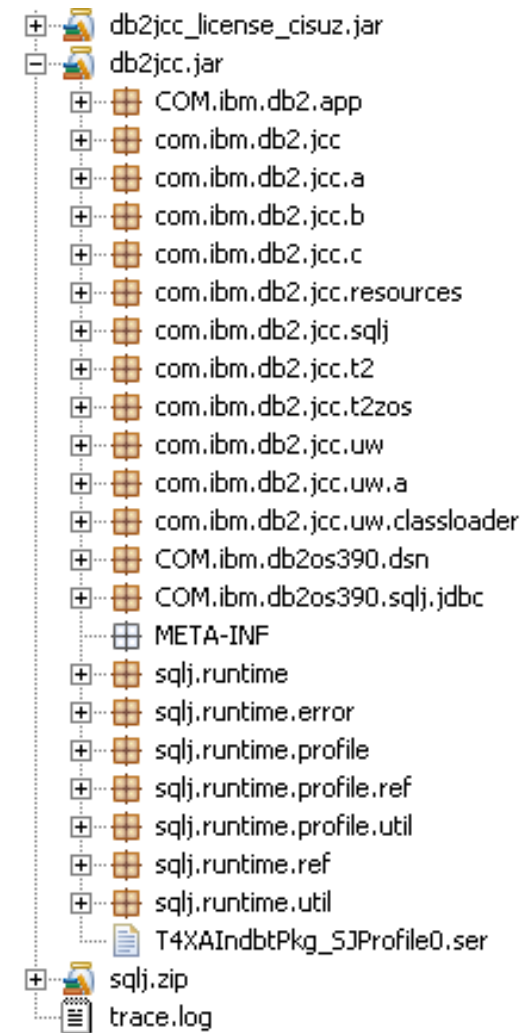 db2jcc_license_cisuz.jar
db2jcc.jar
COM.ibm.db2.app
com.ibm.db2.jcc
com.ibm.db2.jcc.a
com.ibm.db2.jcc.b
com.ibm.db2.jcc.c
com.ibm.db2.jcc.resources
com.ibm.db2.jcc.sqlj
com.ibm.db2.jcc.t2
com.ibm.db2.jcc.t2zos
com.ibm.db2.jcc.uw
com.ibm.db2.jcc.uw.a
com.ibm.db2.jcc.uw.classloader
COM.ibm.db2os390.dsn
COM.ibm.db2os390.sqlj.jdbc
META-INF
sqlj.runtime
sqlj.runtime.error
sqlj.runtime.profile
sqlj.runtime.profile.ref
sqlj.runtime.profile.util
sqlj.runtime.ref
sqlj.runtime.util
T4XAIndbtPkg_SJProfile0.ser
sqlj.zip
trace.log